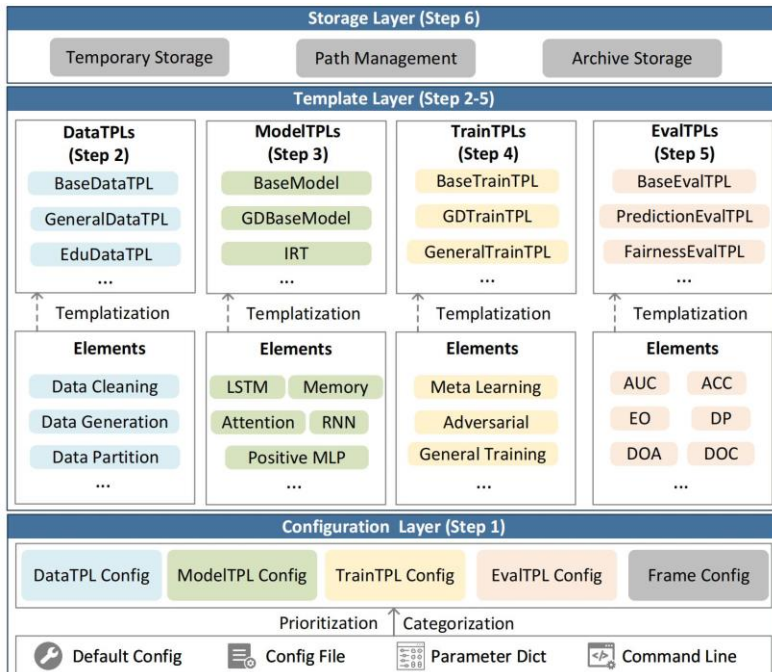 Storage Layer (Step 6)
Temporary Storage
Path Management
Archive Storage
Template Layer (Step 2-5)
DataTPLs
(Step 2)
BaseDataTPL
GeneralDataTPL
EduDataTPL
...
ModelTPLs
(Step 3)
BaseModel
GDBaseModel
IRT
...
TrainTPLs
(Step 4)
BaseTrainTPL
GDTrainTPL
GeneralTrainTPL
...
EvalTPLs
(Step 5)
BaseEvalTPL
PredictionEvalTPL
FairnessEvalTPL
...
Templatization
Templatization
Templatization
Templatization
Elements
Data Cleaning
Data Generation
Data Partition
...
Elements
LSTM Memory
Attention RNN
Positive MLP
...
Elements
Meta Learning
Adversarial
General Training
...
Elements
AUC ACC
EO DP
DOA DOC
...
Configuration Layer (Step 1)
DataTPL Config
ModelTPL Config
TrainTPL Config
EvalTPL Config
Frame Config
Prioritization Categorization
Default Config
Config File
Parameter Dict
Command Line